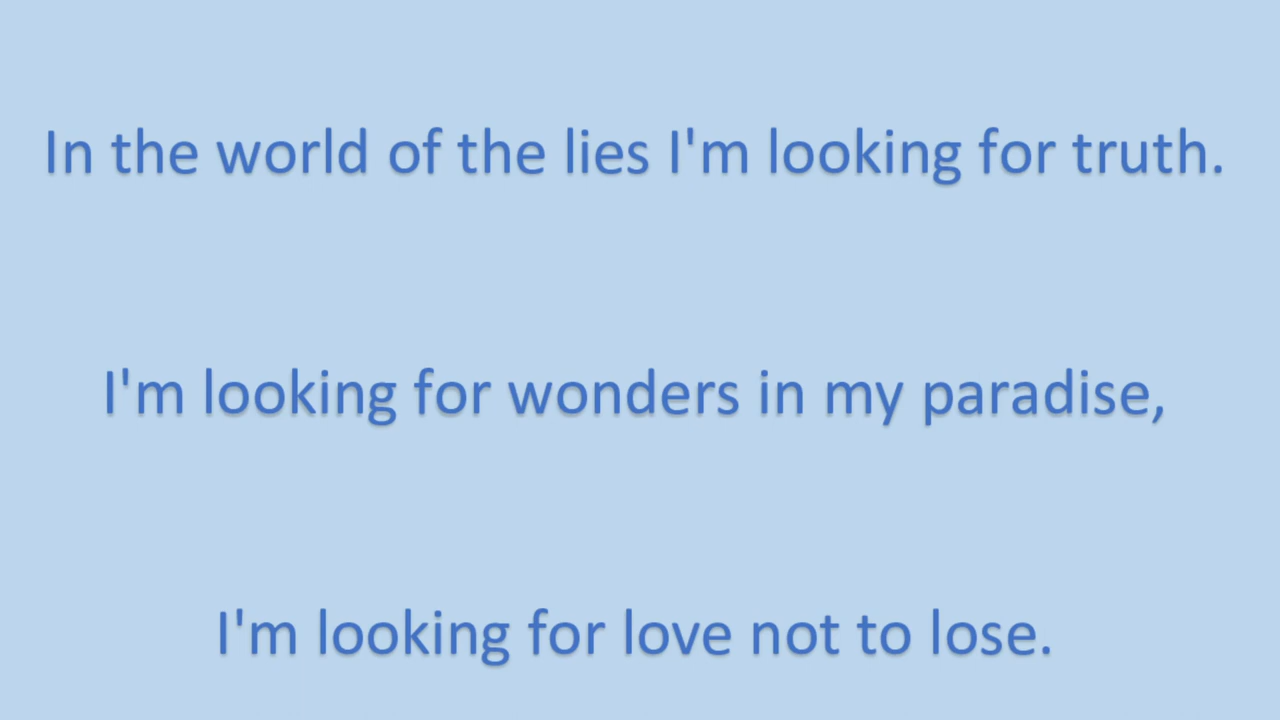 In the world of the lies I'm looking for truth.
I'm looking for wonders in my paradise,
I'm looking for love not to lose.